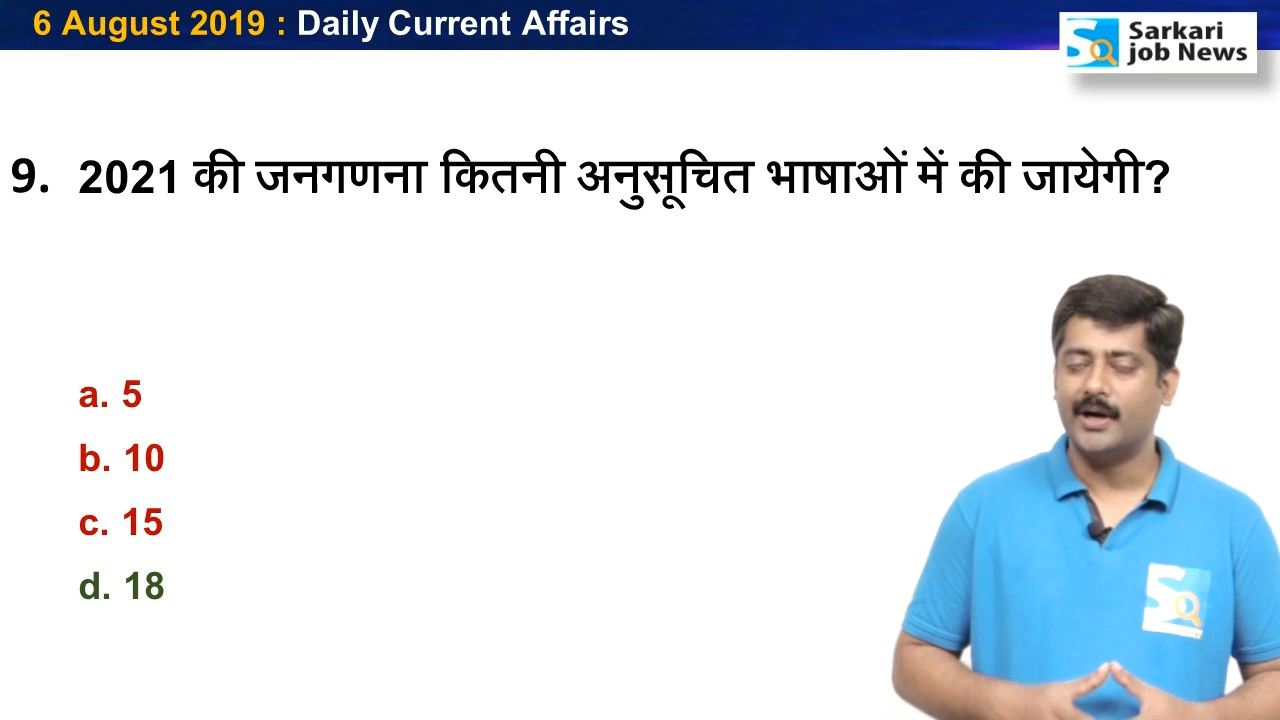 6 August 2019 : Daily Current Affairs
Sarkari
job News
9. 2021 की जनगणना कितनी अनुसूचित भाषाओं में की जायेगी?
a. 5
b. 10
c. 15
d. 18